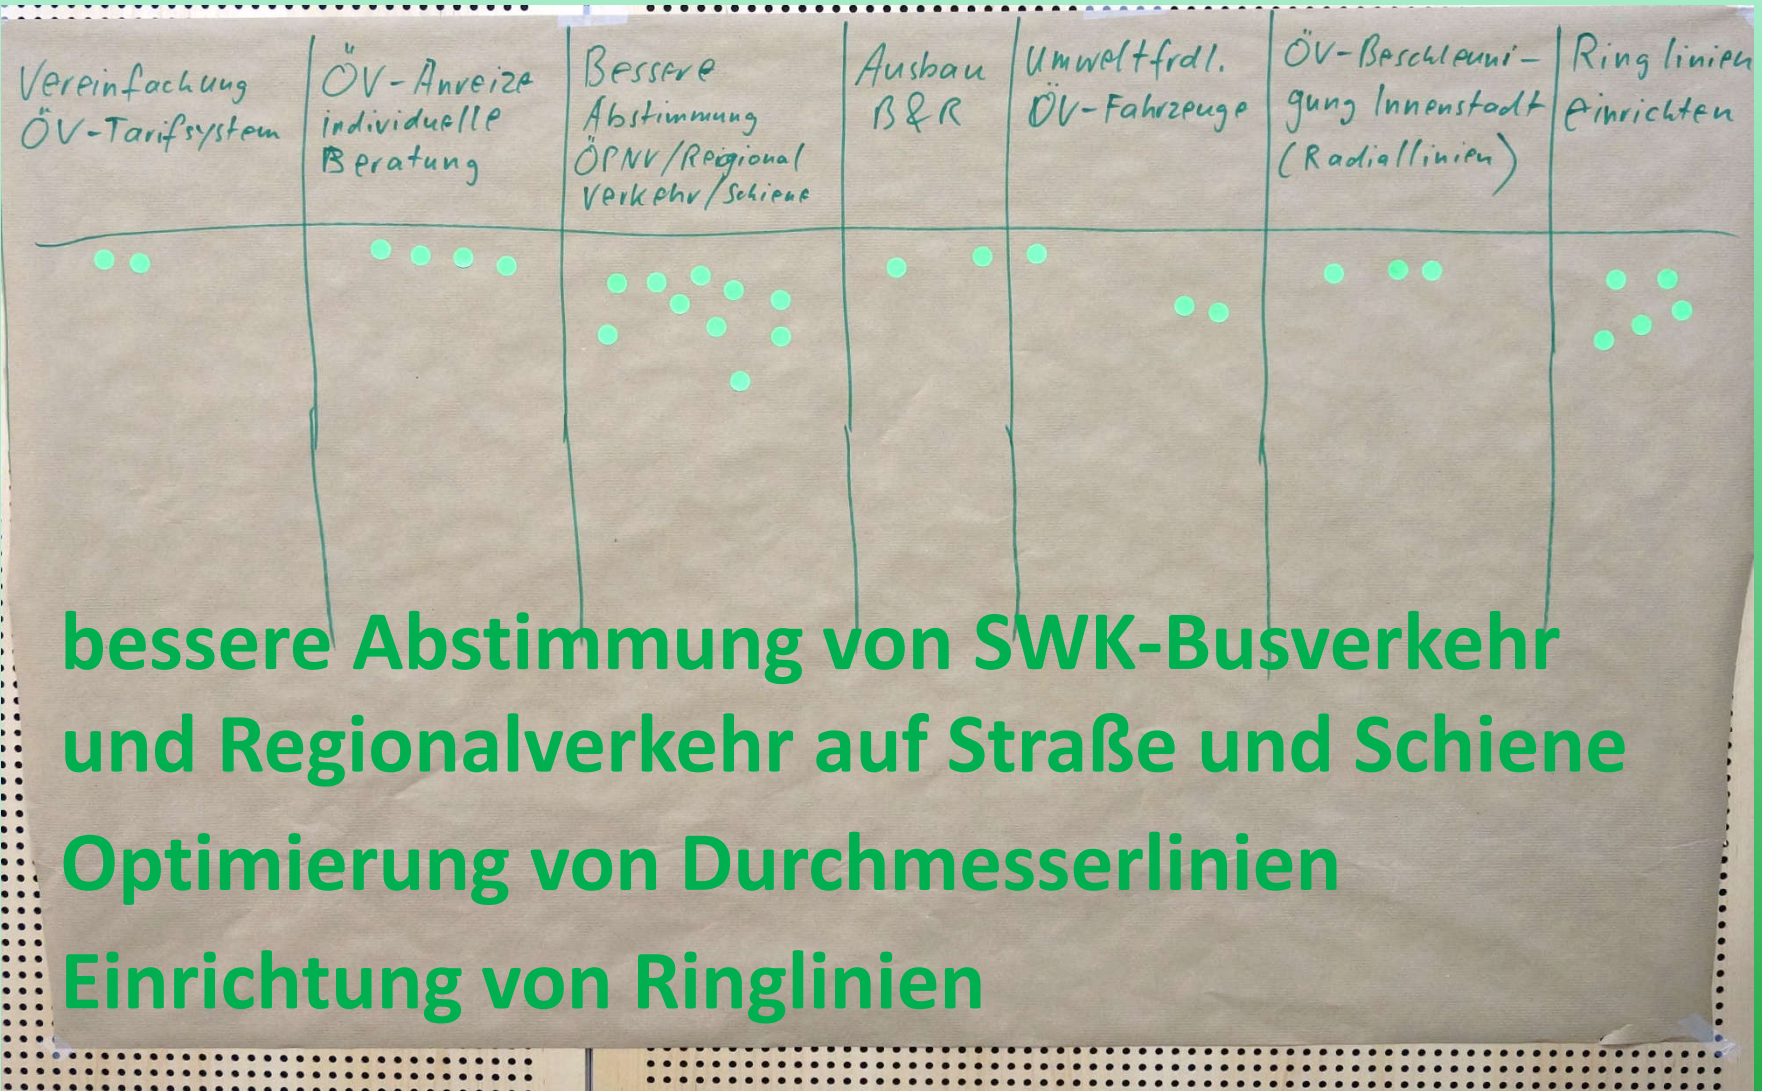 Vereinfachung
ÖV-Tarifsystem
ÖV-Anreize
individuelle
Beratung
Bessere
Abstimmung
ÖPNV/Reigional
Verkehr/Schiene
Ausbau
B&R
Umweltfrdl.
ÖV-Fahrzeuge
ÖV-Beschleuni-
gung Innenstadt
(Radiallinien)
Ringlinien
einrichten
bessere Abstimmung von SWK-Busverkehr
und Regionalverkehr auf Straße und Schiene
Optimierung von Durchmesserlinien
Einrichtung von Ringlinien